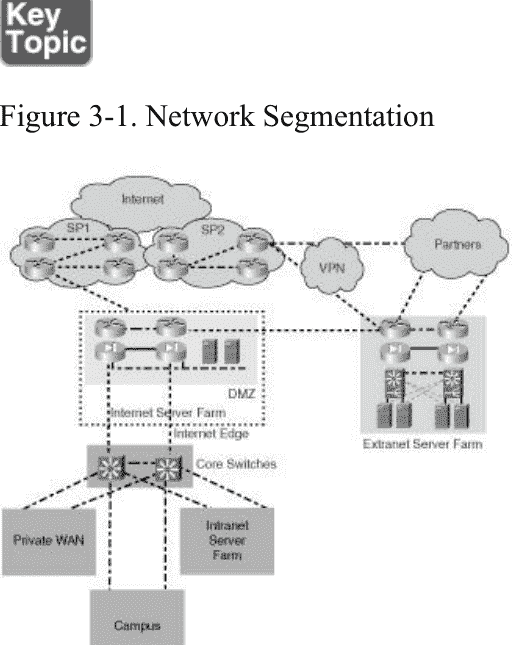 Key
Topic
Figure 3-1. Network Segmentation
Internet
SP1
SP2
Partners
VPN
DMZ
Internet Server Farm
Internet Edge
Extranet Server Farm
Core Switches
Private WAN
Intranet
Server
Farm
Campus